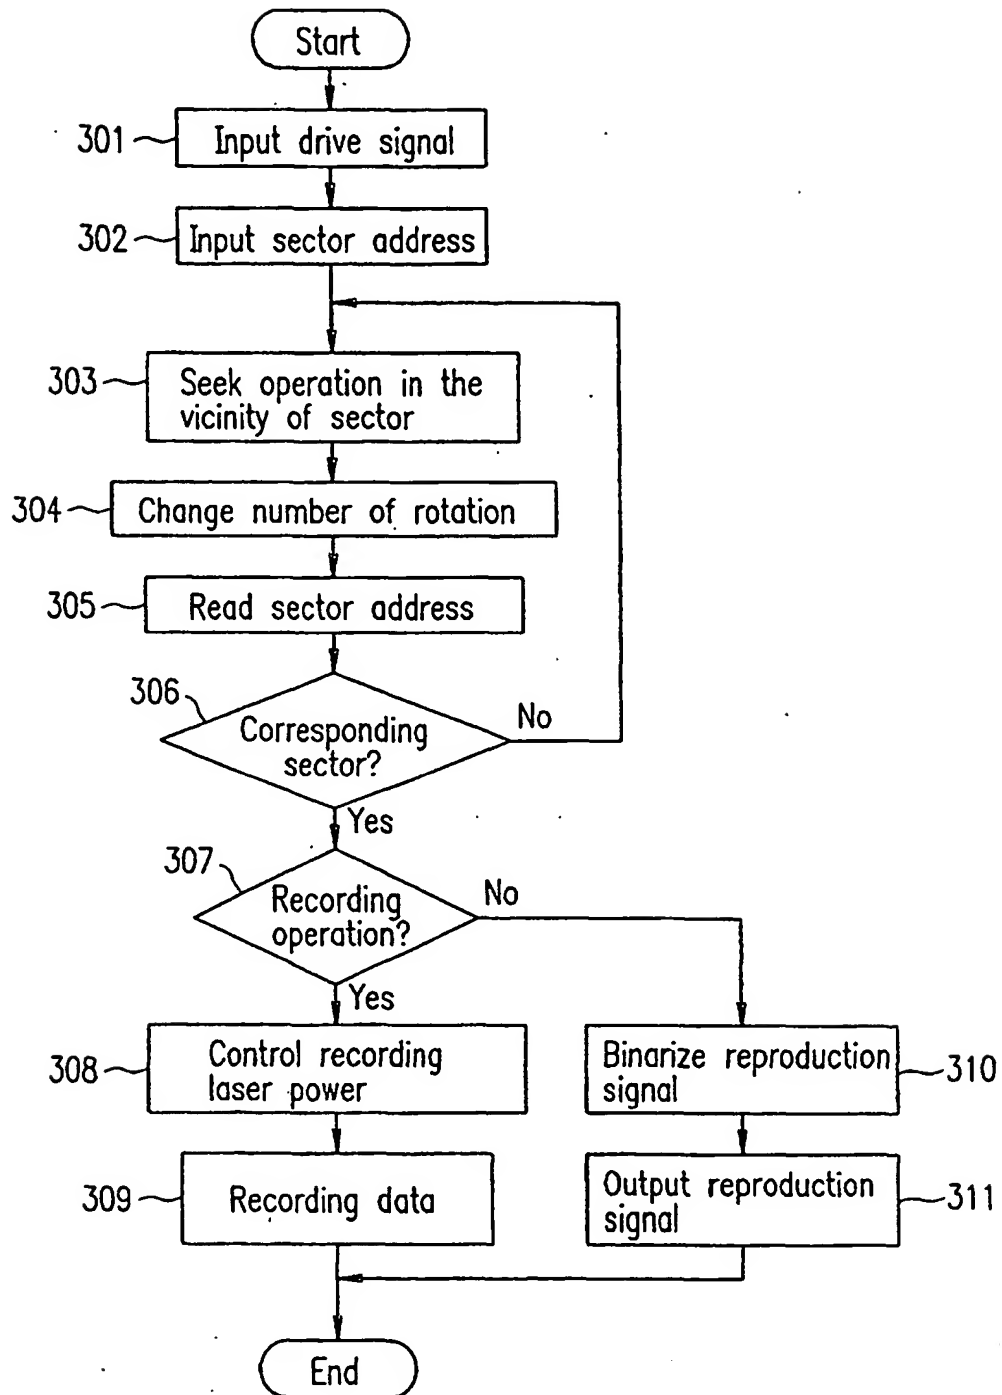 Start
301
Input drive signal
302
Input sector address
303
Seek operation in the
vicinity of sector
304
Change number of rotation
305
Read sector address
306
Corresponding
sector?
No
Yes
307
Recording
operation?
No
Yes
308
Control recording
laser power
Binarize reproduction
signal
310
309
Recording data
Output reproduction
signal
311
End